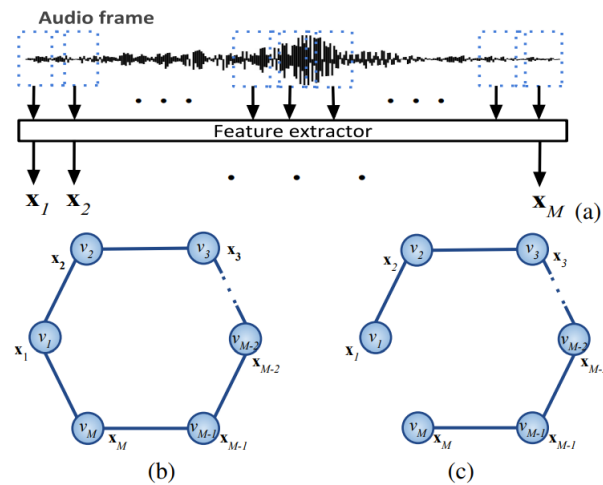 Audio frame
Feature extractor
x1 x2 xM (a)
v2 v3 v2 v3
x2 x3 x2 x3
v1 vM-2 v1 vM-2
x1 xM-2 x1
vM vM-1 vM vM-1
xM xM-1 xM xM-1
(b) (c)